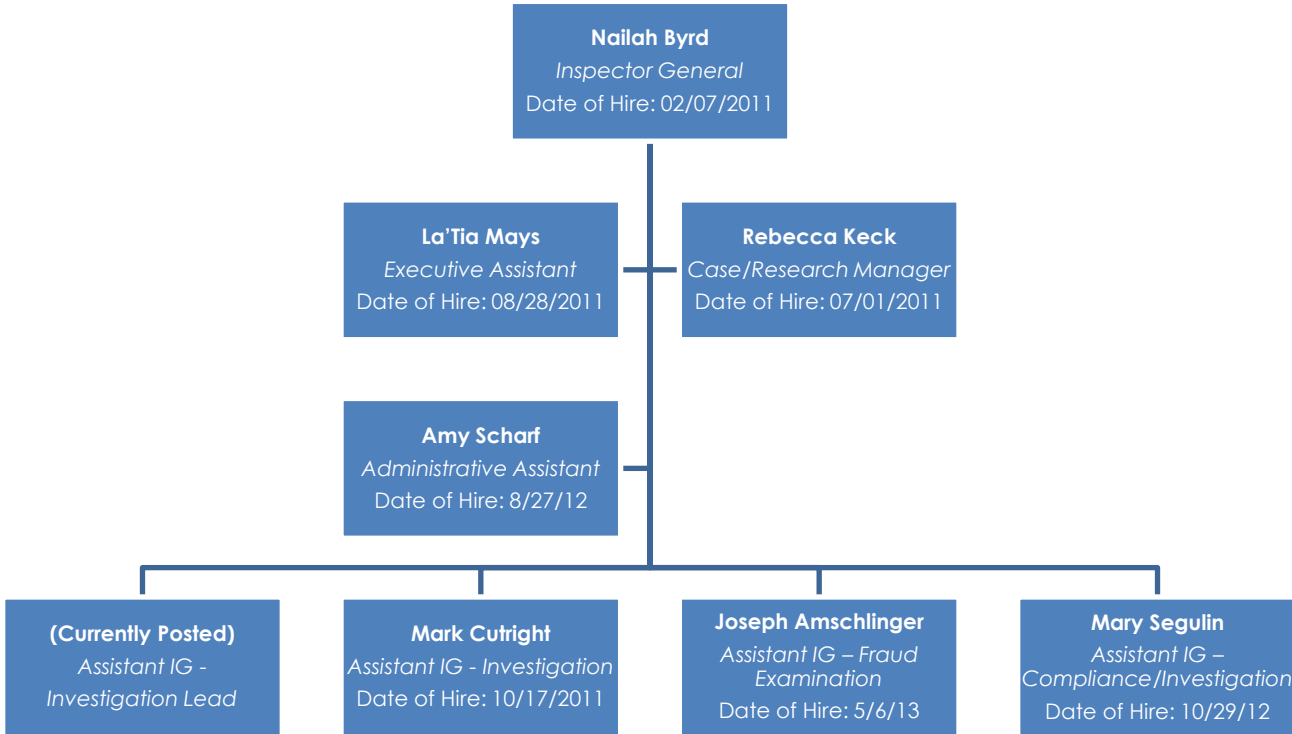 Nailah Byrd
Inspector General
Date of Hire: 02/07/2011
La'Tia Mays
Executive Assistant
Date of Hire: 08/28/2011
Rebecca Keck
Case/Research Manager
Date of Hire: 07/01/2011
Amy Scharf
Administrative Assistant
Date of Hire: 8/27/12
(Currently Posted)
Assistant IG -
Investigation Lead
Mark Cutright
Assistant IG - Investigation
Date of Hire: 10/17/2011
Joseph Amschlinger
Assistant IG – Fraud
Examination
Date of Hire: 5/6/13
Mary Segulin
Assistant IG –
Compliance/Investigation
Date of Hire: 10/29/12